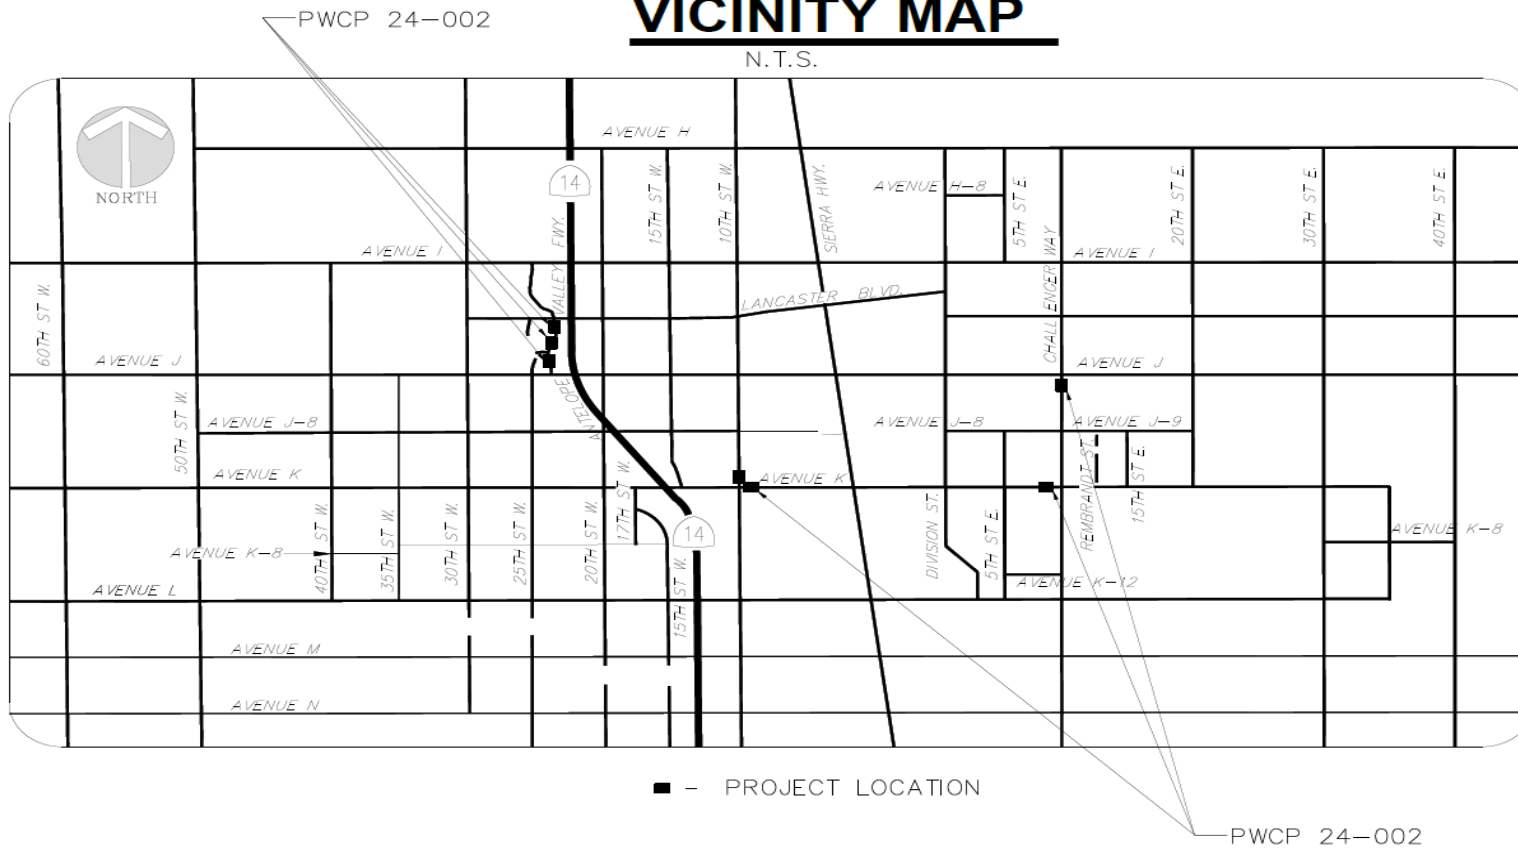 PWCP 24-002
VICINITY MAP
N.T.S.
NORTH
14
AVENUE H
15TH ST W.
10TH ST W.
SIERRA HWY.
AVENUE H-8
5TH ST E.
CHALLENGER WAY
20TH ST E.
30TH ST E.
40TH ST E.
AVENUE I
VALLEY FWY.
AVENUE I
LANCASTER BLVD.
60TH ST W.
AVENUE J
ANTELOPE
AVENUE J
50TH ST W.
AVENUE J-8
AVENUE J-8
AVENUE J-9
AVENUE K
17TH ST W.
AVENUE K
REMBRANDT ST.
15TH ST E.
AVENUE K-8
40TH ST W.
35TH ST W.
30TH ST W.
25TH ST W.
20TH ST W.
14
15TH ST W.
DIVISION ST.
5TH ST E.
AVENUE K-8
AVENUE K-12
AVENUE L
AVENUE M
AVENUE N
- PROJECT LOCATION
PWCP 24-002